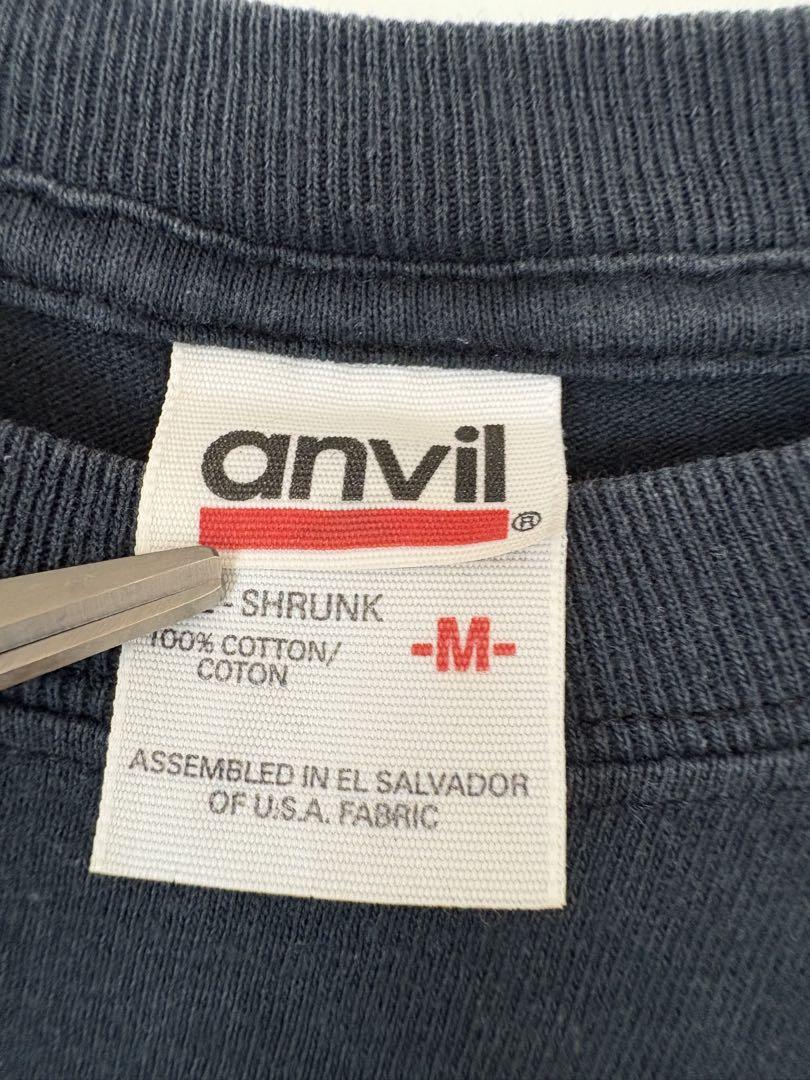 anvil®
- SHRUNK
100% COTTON/
COTON
-M-
ASSEMBLED IN EL SALVADOR
OF U.S.A. FABRIC